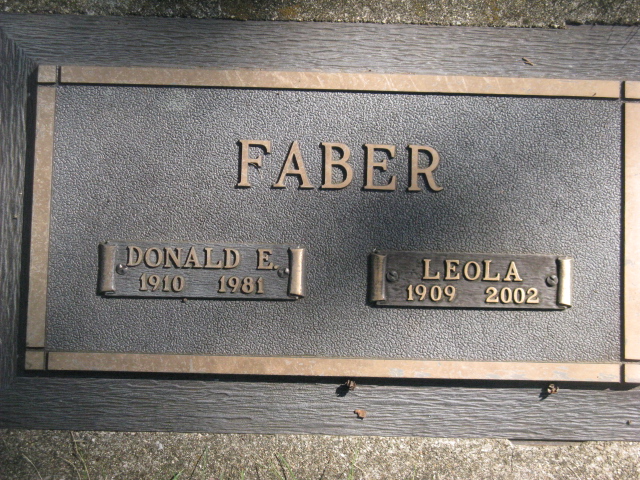 FABER
DONALD E.
1910 1981
LEOLA
1909 2002